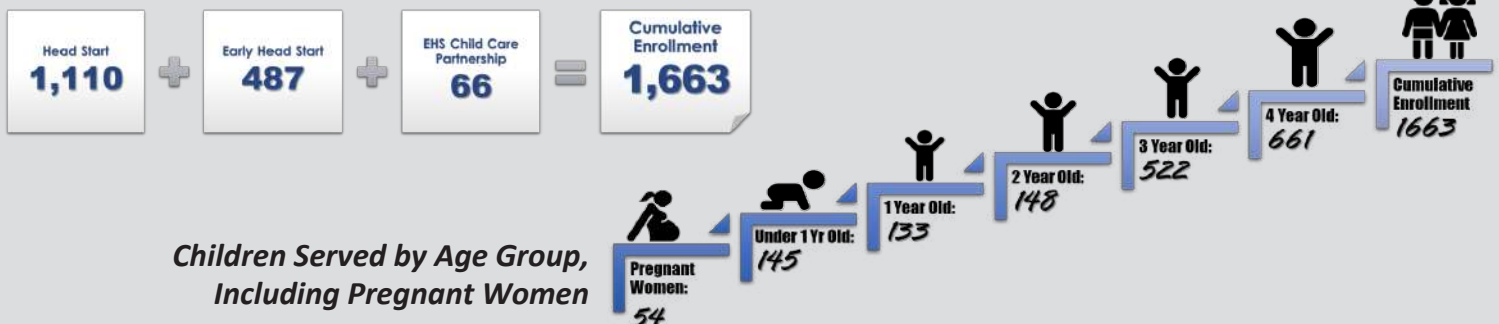 Head Start
1,110
Early Head Start
487
EHS Child Care
Partnership
66
Cumulative
Enrollment
1,663
Children Served by Age Group,
Including Pregnant Women
Pregnant
Women:
54
Under 1 Yr Old:
145
1 Year Old:
133
2 Year Old:
148
3 Year Old:
522
4 Year Old:
661
Cumulative
Enrollment
1663